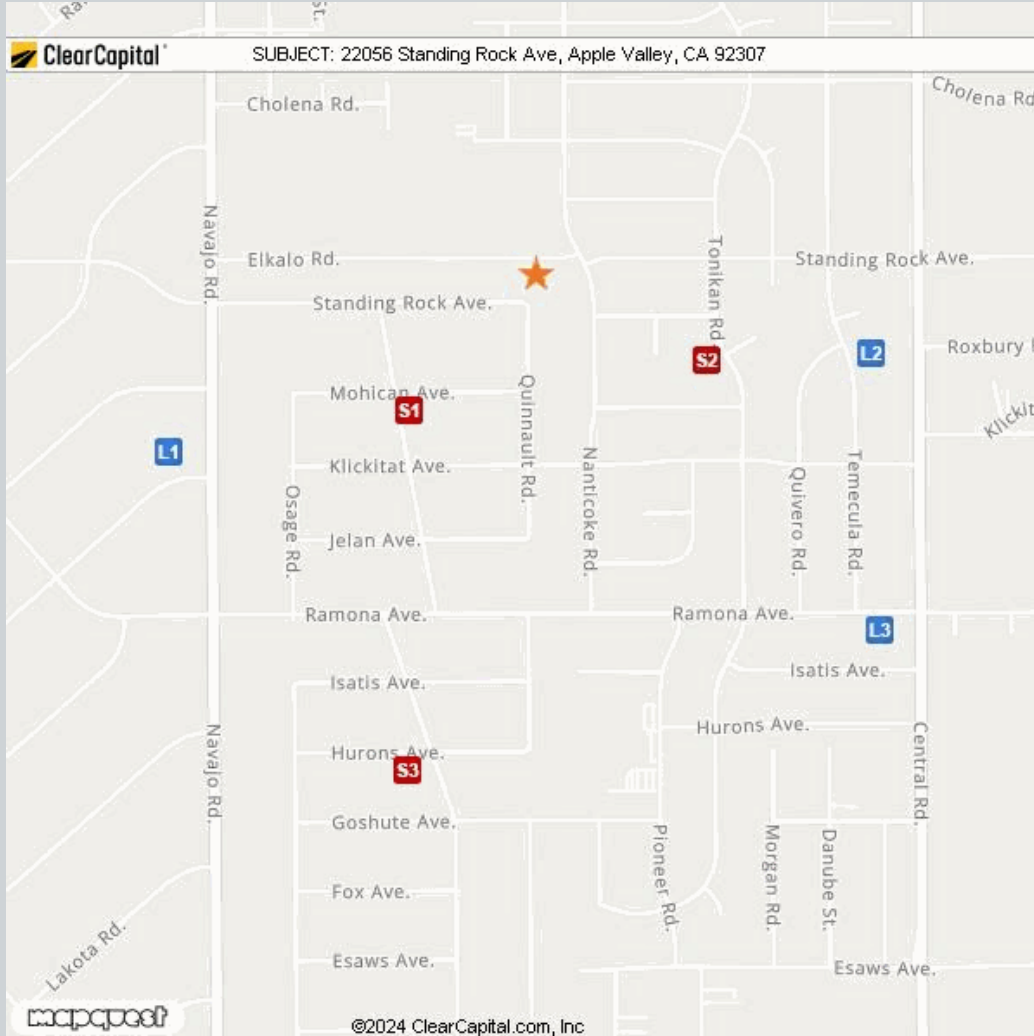 ClearCapital
SUBJECT: 22056 Standing Rock Ave, Apple Valley, CA 92307
Cholena Rd.
Cholena Rd
Navajo Rd.
Elkalo Rd.
Tonikan Rd.
Standing Rock Ave.
Standing Rock Ave.
Roxbury
L2
S2
Mohican Ave.
S1
Quinnault Rd.
Klickit
L1
Klickitat Ave.
Nanticoke Rd.
Quivero Rd.
Temecula Rd.
Osage Rd.
Jelan Ave.
Ramona Ave.
Ramona Ave.
L3
Isatis Ave.
Isatis Ave.
Hurons Ave.
Hurons Ave.
Navajo Rd.
Central Rd.
S3
Goshute Ave.
Pioneer Rd.
Morgan Rd.
Danube St.
Fox Ave.
Lakota Rd.
Esaws Ave.
Esaws Ave.
mapquest
©2024 ClearCapital.com, Inc